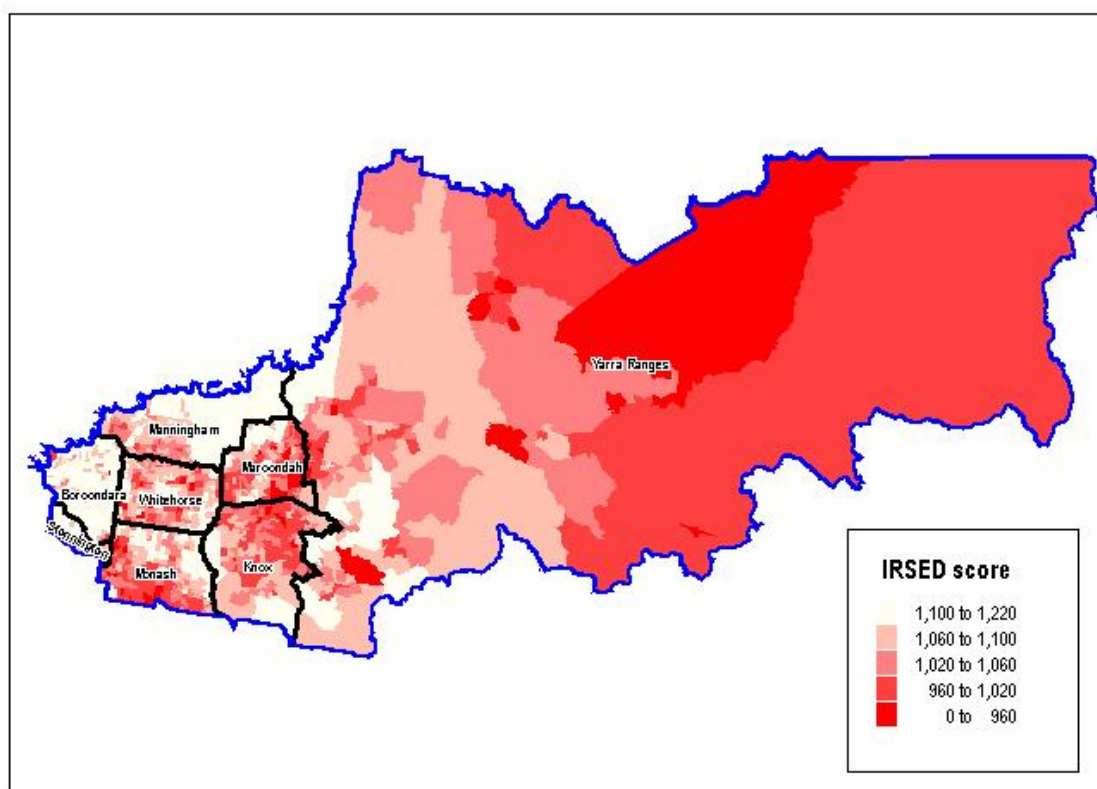 Yarra Ranges
Manningham
Maroondah
Boroondara
Whitehorse
Stonnington
Monash
Knox
IRSED score
1,100 to 1,220
1,060 to 1,100
1,020 to 1,060
960 to 1,020
0 to 960